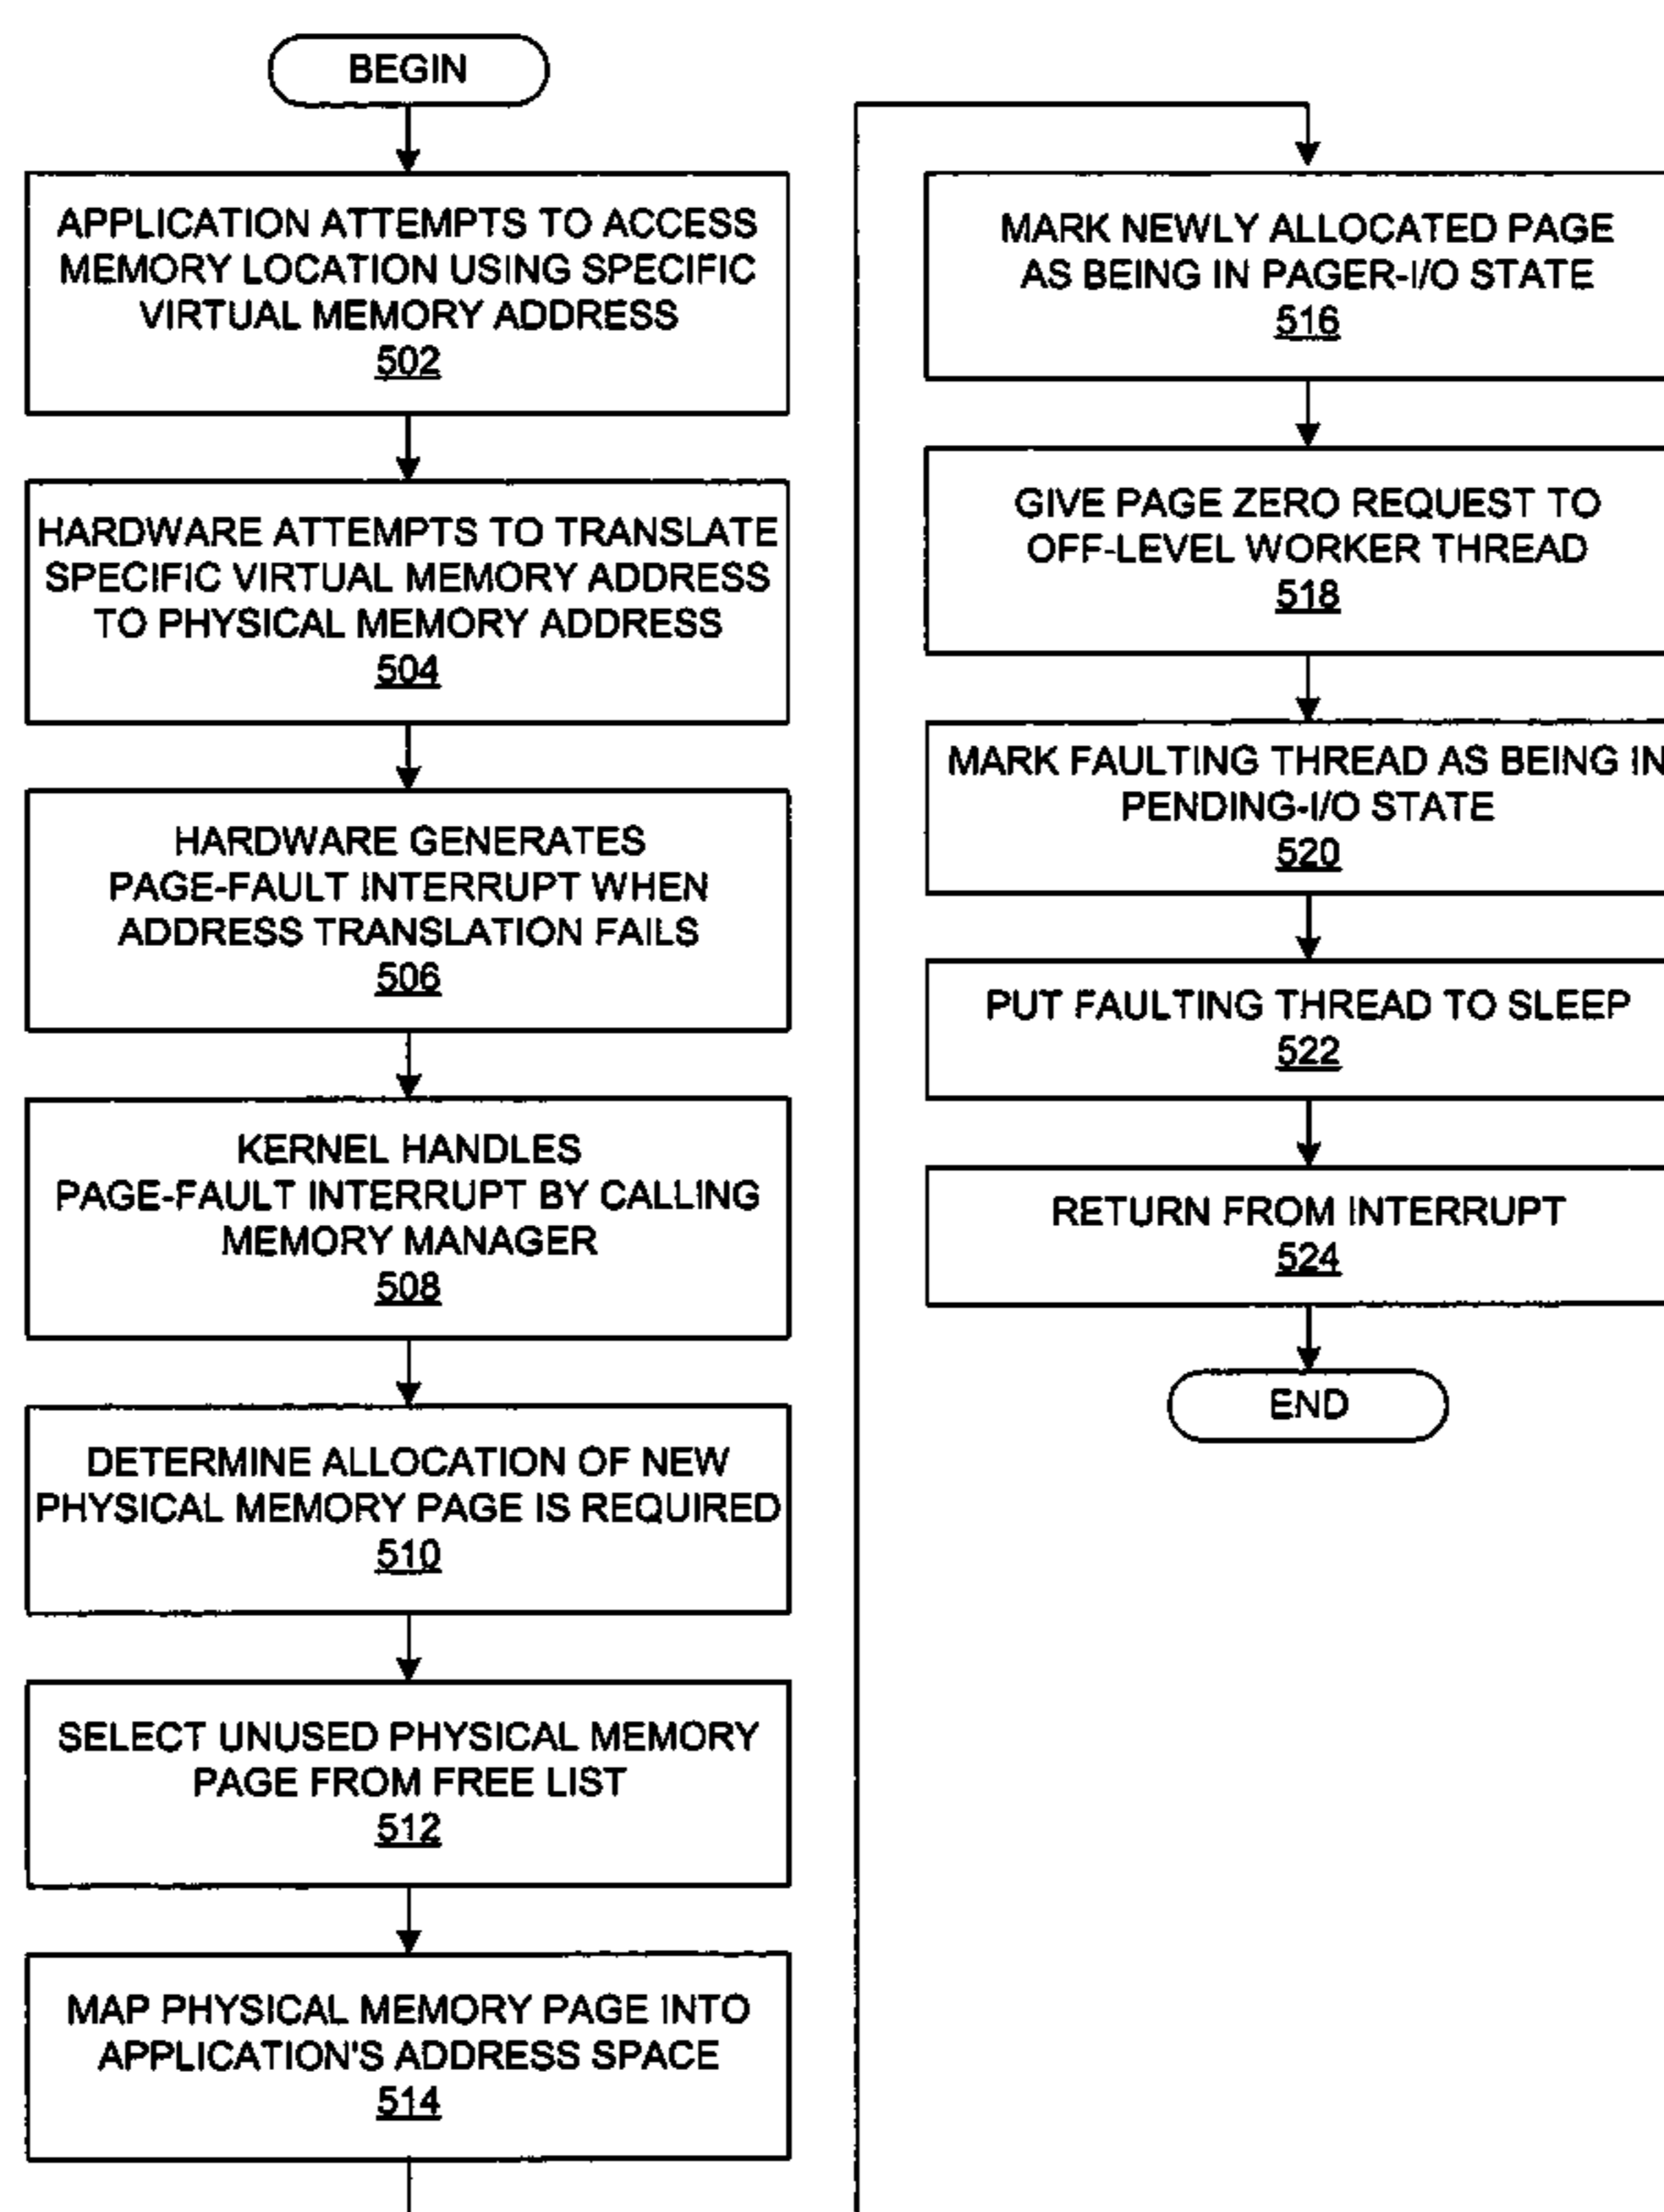 BEGIN
APPLICATION ATTEMPTS TO ACCESS
MEMORY LOCATION USING SPECIFIC
VIRTUAL MEMORY ADDRESS
502
HARDWARE ATTEMPTS TO TRANSLATE
SPECIFIC VIRTUAL MEMORY ADDRESS
TO PHYSICAL MEMORY ADDRESS
504
HARDWARE GENERATES
PAGE-FAULT INTERRUPT WHEN
ADDRESS TRANSLATION FAILS
506
KERNEL HANDLES
PAGE-FAULT INTERRUPT BY CALLING
MEMORY MANAGER
508
DETERMINE ALLOCATION OF NEW
PHYSICAL MEMORY PAGE IS REQUIRED
510
SELECT UNUSED PHYSICAL MEMORY
PAGE FROM FREE LIST
512
MAP PHYSICAL MEMORY PAGE INTO
APPLICATION'S ADDRESS SPACE
514
MARK NEWLY ALLOCATED PAGE
AS BEING IN PAGER-I/O STATE
516
GIVE PAGE ZERO REQUEST TO
OFF-LEVEL WORKER THREAD
518
MARK FAULTING THREAD AS BEING IN
PENDING-I/O STATE
520
PUT FAULTING THREAD TO SLEEP
522
RETURN FROM INTERRUPT
524
END